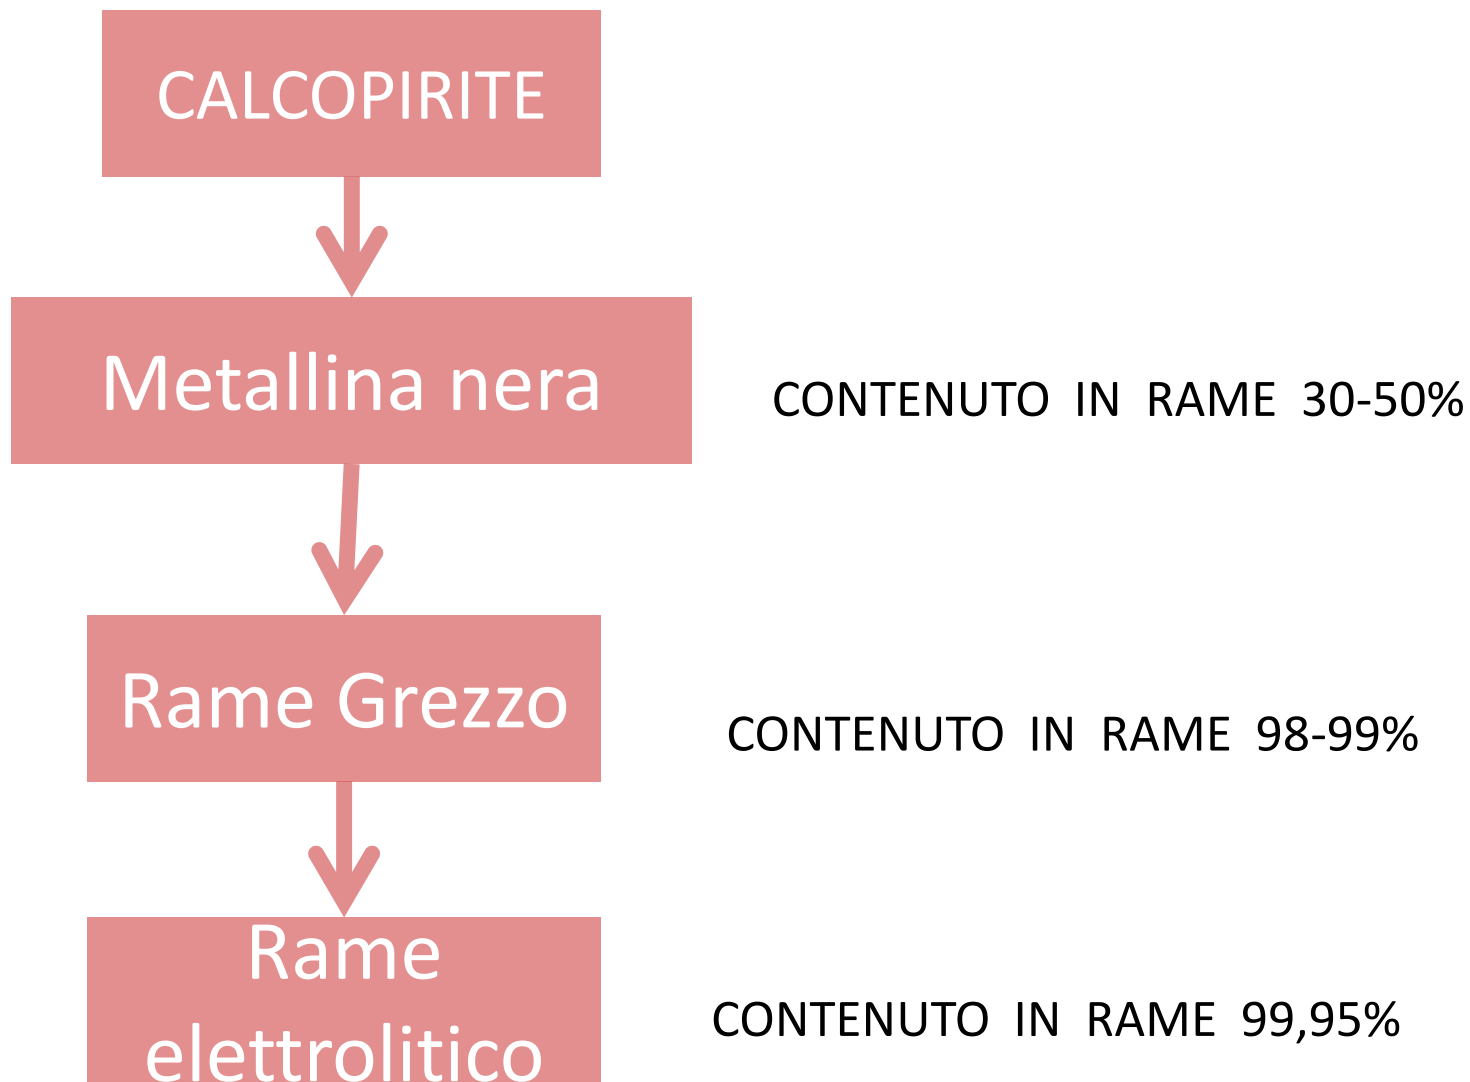 CALCOPIRITE
Metallina nera
CONTENUTO IN RAME 30-50%
Rame Grezzo
CONTENUTO IN RAME 98-99%
Rame
elettrolitico
CONTENUTO IN RAME 99,95%